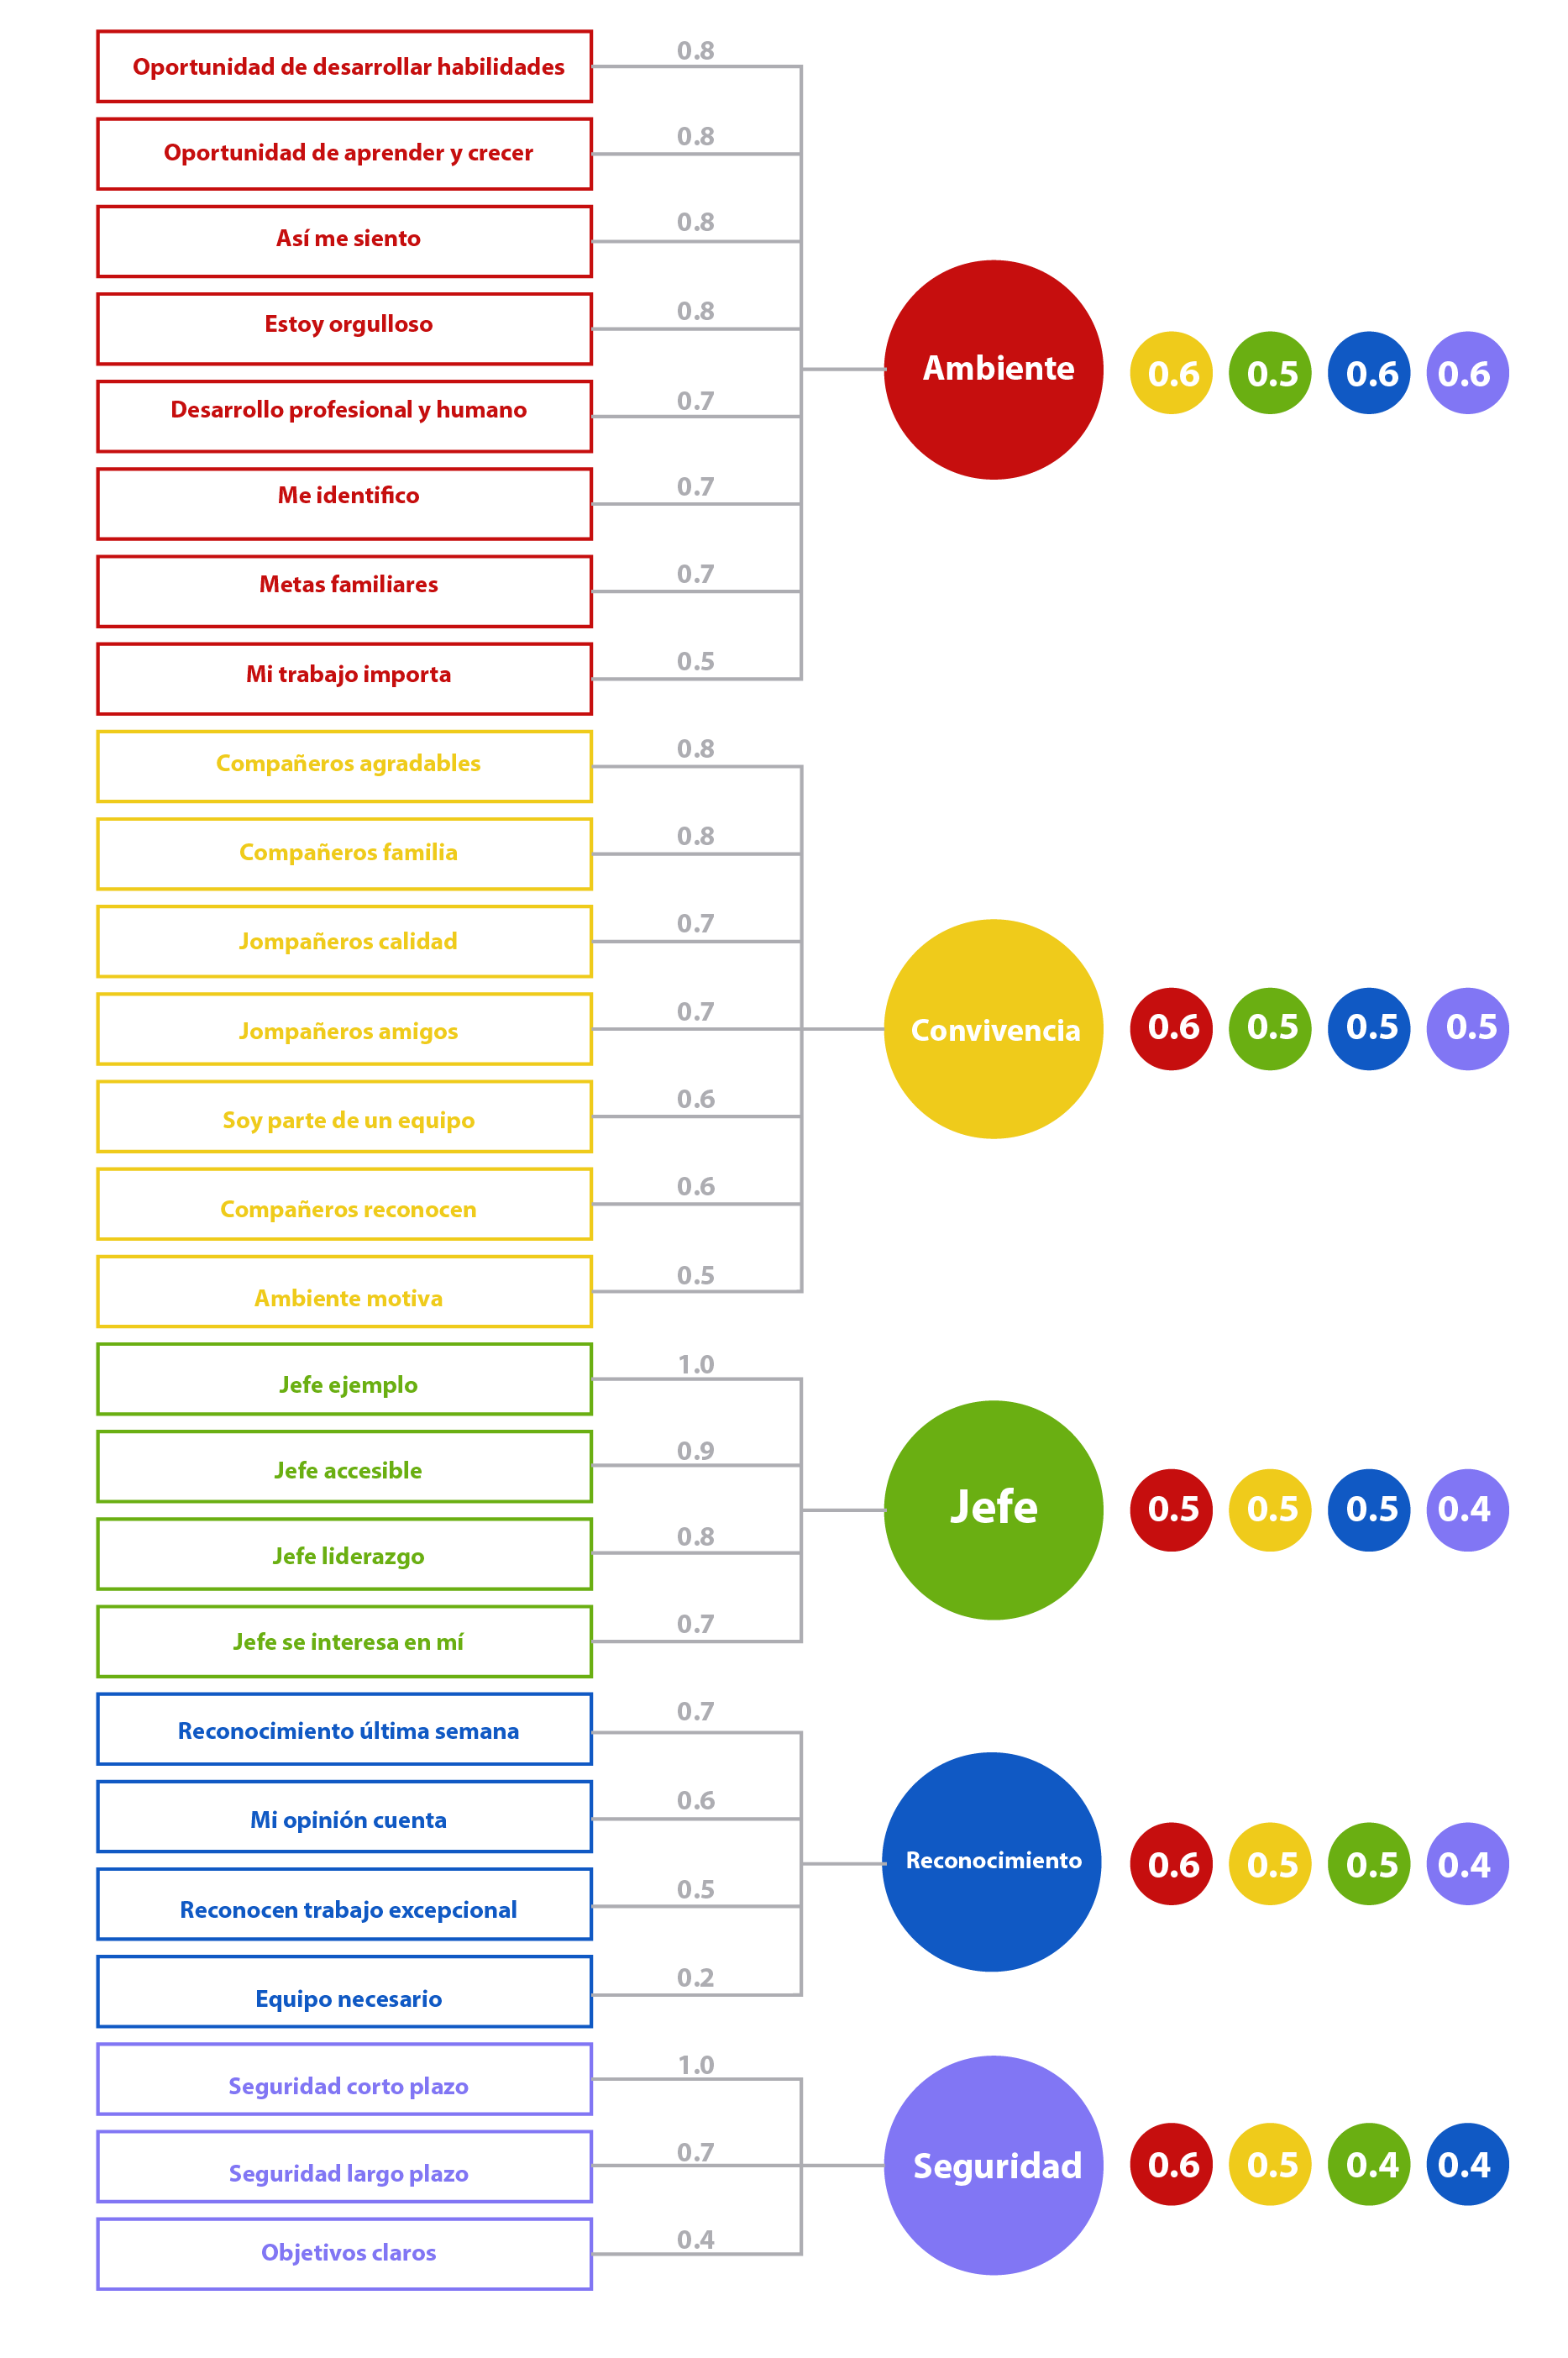 Oportunidad de desarrollar habilidades
0.8
Oportunidad de aprender y crecer
0.8
Así me siento
0.8
Estoy orgulloso
0.8
Desarrollo profesional y humano
0.7
Me identifico
0.7
Metas familiares
0.7
Mi trabajo importa
0.5
Ambiente
0.6 0.5 0.6 0.6
Compañeros agradables
0.8
Compañeros familia
0.8
Jompañeros calidad
0.7
Jompañeros amigos
0.7
Soy parte de un equipo
0.6
Compañeros reconocen
0.6
Ambiente motiva
0.5
Convivencia
0.6 0.5 0.5 0.5
Jefe ejemplo
1.0
Jefe accesible
0.9
Jefe liderazgo
0.8
Jefe se interesa en mí
0.7
Jefe
0.5 0.5 0.5 0.4
Reconocimiento última semana
0.7
Mi opinión cuenta
0.6
Reconocen trabajo excepcional
0.5
Equipo necesario
0.2
Reconocimiento
0.6 0.5 0.5 0.4
Seguridad corto plazo
1.0
Seguridad largo plazo
0.7
Objetivos claros
0.4
Seguridad
0.6 0.5 0.4 0.4